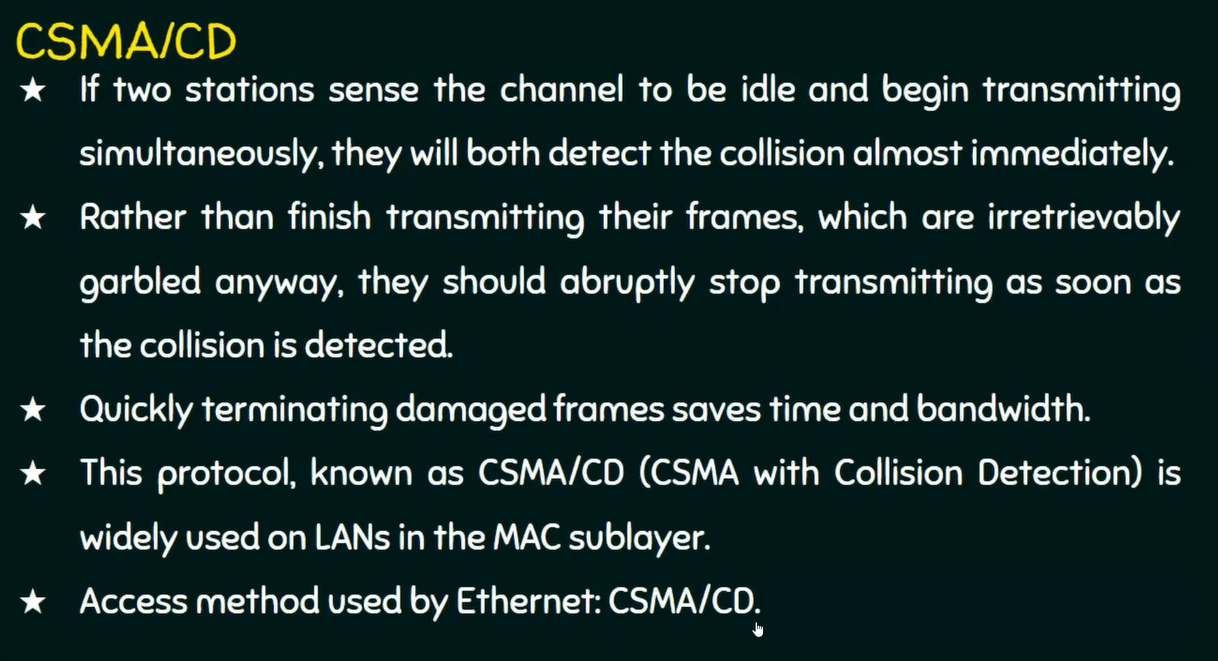 CSMA/CD
★ If two stations sense the channel to be idle and begin transmitting
simultaneously, they will both detect the collision almost immediately.
★ Rather than finish transmitting their frames, which are irretrievably
garbled anyway, they should abruptly stop transmitting as soon as
the collision is detected.
★ Quickly terminating damaged frames saves time and bandwidth.
★ This protocol, known as CSMA/CD (CSMA with Collision Detection) is
widely used on LANs in the MAC sublayer.
★ Access method used by Ethernet: CSMA/CD.